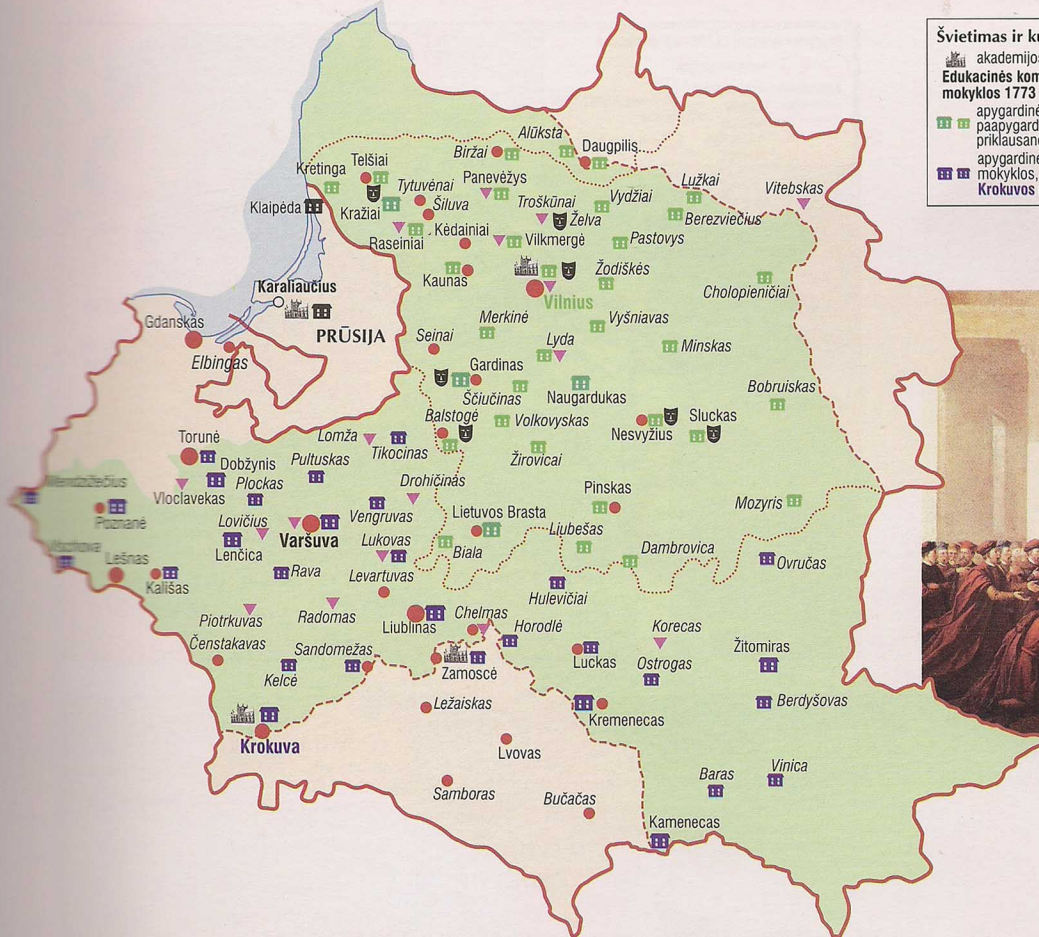 Švietimas ir
akademijos
Edukacinės
mokyklos 1773
apygardinė
priklausan
apygardinė
mokyklos,
Krokuvos
Alūksta
Daugpilis
Biržai
Kretinga
Telšiai
Panevėžys
Lužkai
Tytuvėnai
Troškūnai
Vydžiai
Vitebskas
Klaipėda
Kražiai
Šiluva
Želva
Berezviečius
Raseiniai
Kėdainiai
Vilkmergė
Pastovys
Kaunas
Žodiškės
Cholopieničiai
Karaliaučius
Vilnius
Gdanskas
Merkinė
Vyšniavas
PRŪSIJA
Seinai
Lyda
Minskas
Elbingas
Gardinas
Ščiučinas
Naugardukas
Bobruiskas
Balstogė
Volkovyskas
Nesvyžius
Sluckas
Torunė
Lomža
Tikocinas
Žirovicai
Dobžynis
Pultuskas
Plockas
Drohičinas
Pinskas
Vloclavekas
Mozyris
Poznanė
Lovičius
Vengruvas
Lietuvos Brasta
Varšuva
Liubešas
Lenčica
Lukovas
Biala
Dambrovica
Lešnas
Rava
Levartuvas
Ovručas
Kališas
Hulevičiai
Piotrkuvas
Radomas
Liublinas
Chelmas
Horodlė
Korecas
Čenstakavas
Žitomiras
Sandomežas
Luckas
Ostrogas
Kelcė
Zamoscė
Ležaiskas
Kremenecas
Berdyšovas
Krokuva
Lvovas
Samboras
Baras
Vinica
Bučačas
Kamenecas